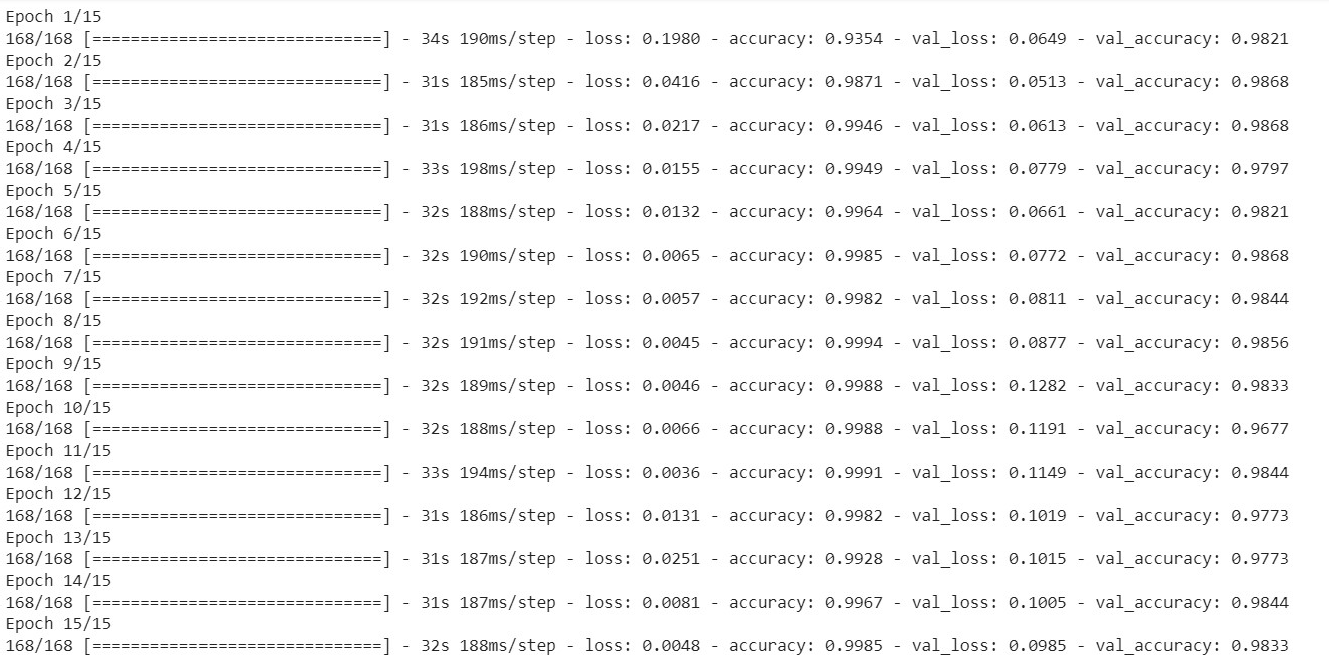 Epoch 1/15
168/168 [==============================] - 34s 190ms/step - loss: 0.1980 - accuracy: 0.9354 - val_loss: 0.0649 - val_accuracy: 0.9821
Epoch 2/15
168/168 [==============================] - 31s 185ms/step - loss: 0.0416 - accuracy: 0.9871 - val_loss: 0.0513 - val_accuracy: 0.9868
Epoch 3/15
168/168 [==============================] - 31s 186ms/step - loss: 0.0217 - accuracy: 0.9946 - val_loss: 0.0613 - val_accuracy: 0.9868
Epoch 4/15
168/168 [==============================] - 33s 198ms/step - loss: 0.0155 - accuracy: 0.9949 - val_loss: 0.0779 - val_accuracy: 0.9797
Epoch 5/15
168/168 [==============================] - 32s 188ms/step - loss: 0.0132 - accuracy: 0.9964 - val_loss: 0.0661 - val_accuracy: 0.9821
Epoch 6/15
168/168 [==============================] - 32s 190ms/step - loss: 0.0065 - accuracy: 0.9985 - val_loss: 0.0772 - val_accuracy: 0.9868
Epoch 7/15
168/168 [==============================] - 32s 192ms/step - loss: 0.0057 - accuracy: 0.9982 - val_loss: 0.0811 - val_accuracy: 0.9844
Epoch 8/15
168/168 [==============================] - 32s 191ms/step - loss: 0.0045 - accuracy: 0.9994 - val_loss: 0.0877 - val_accuracy: 0.9856
Epoch 9/15
168/168 [==============================] - 32s 189ms/step - loss: 0.0046 - accuracy: 0.9988 - val_loss: 0.1282 - val_accuracy: 0.9833
Epoch 10/15
168/168 [==============================] - 32s 188ms/step - loss: 0.0066 - accuracy: 0.9988 - val_loss: 0.1191 - val_accuracy: 0.9677
Epoch 11/15
168/168 [==============================] - 33s 194ms/step - loss: 0.0036 - accuracy: 0.9991 - val_loss: 0.1149 - val_accuracy: 0.9844
Epoch 12/15
168/168 [==============================] - 31s 186ms/step - loss: 0.0131 - accuracy: 0.9982 - val_loss: 0.1019 - val_accuracy: 0.9773
Epoch 13/15
168/168 [==============================] - 31s 187ms/step - loss: 0.0251 - accuracy: 0.9928 - val_loss: 0.1015 - val_accuracy: 0.9773
Epoch 14/15
168/168 [==============================] - 31s 187ms/step - loss: 0.0081 - accuracy: 0.9967 - val_loss: 0.1005 - val_accuracy: 0.9844
Epoch 15/15
168/168 [==============================] - 32s 188ms/step - loss: 0.0048 - accuracy: 0.9985 - val_loss: 0.0985 - val_accuracy: 0.9833